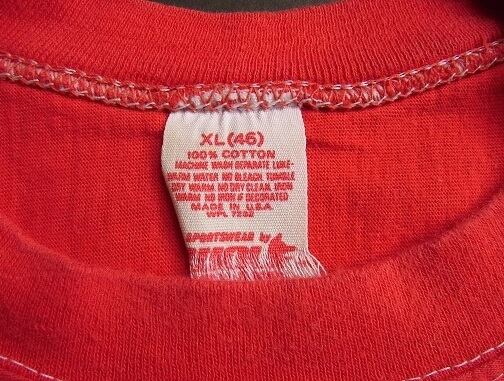 XL (46)
100% COTTON
MACHINE WASH SEPARATE LUKE-
WARM WATER NO BLEACH, TUMBLE
DRY, WARM, NO DRY CLEAN, IRON
WARM NO IRON IF DECORATED
MADE IN U.S.A.
WPL
SPORTSWEAR by